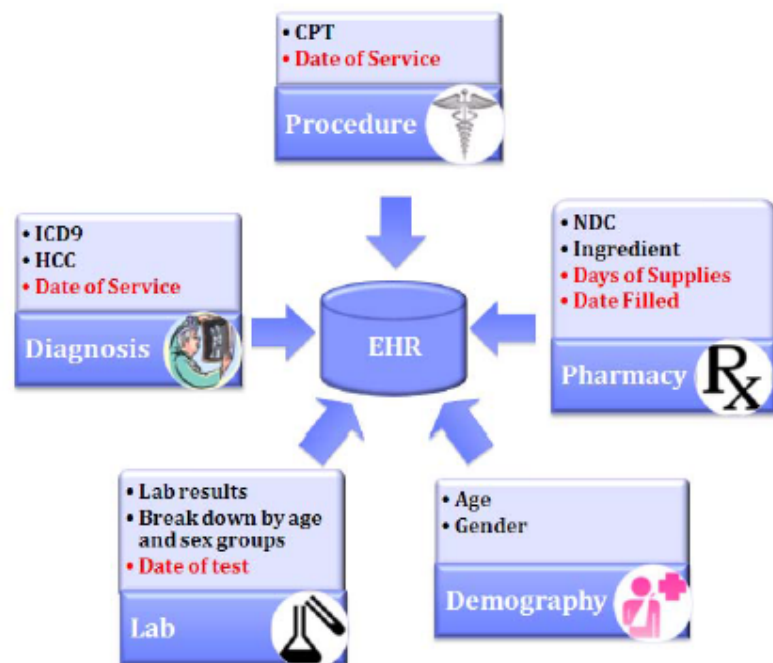 • CPT
• Date of Service
Procedure
• ICD9
• HCC
• Date of Service
Diagnosis
• NDC
• Ingredient
• Days of Supplies
• Date Filled
Pharmacy
Rx
EHR
• Lab results
• Break down by age
and sex groups
• Date of test
Lab
• Age
• Gender
Demography